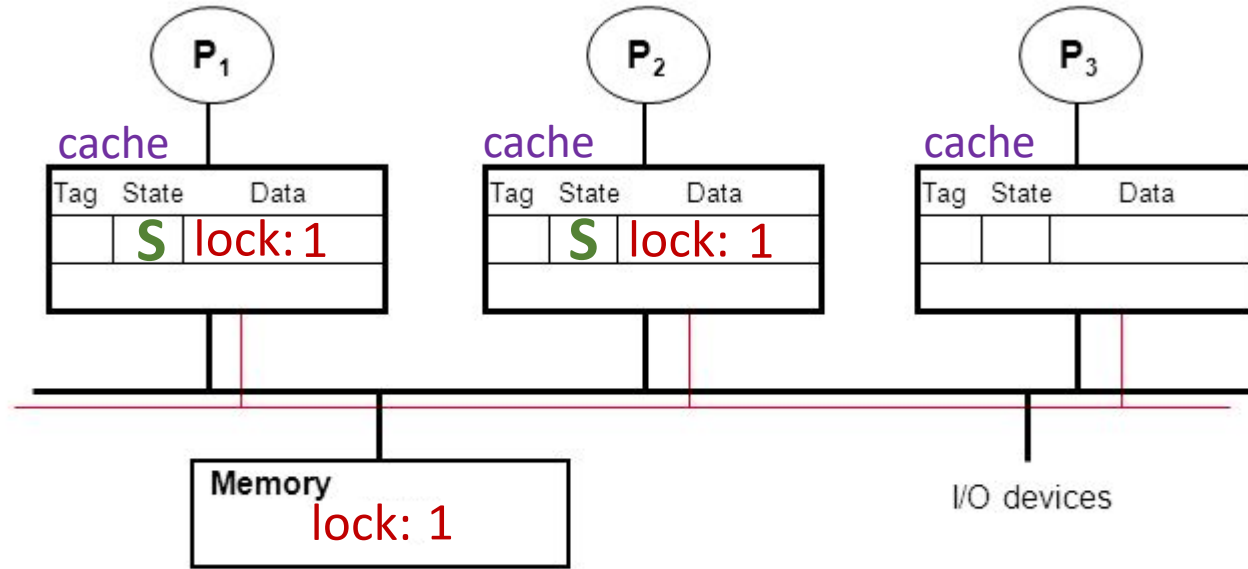 P1 P2 P3
cache cache cache
Tag State Data Tag State Data Tag State Data
S lock: 1 S lock: 1
Memory
lock: 1
I/O devices